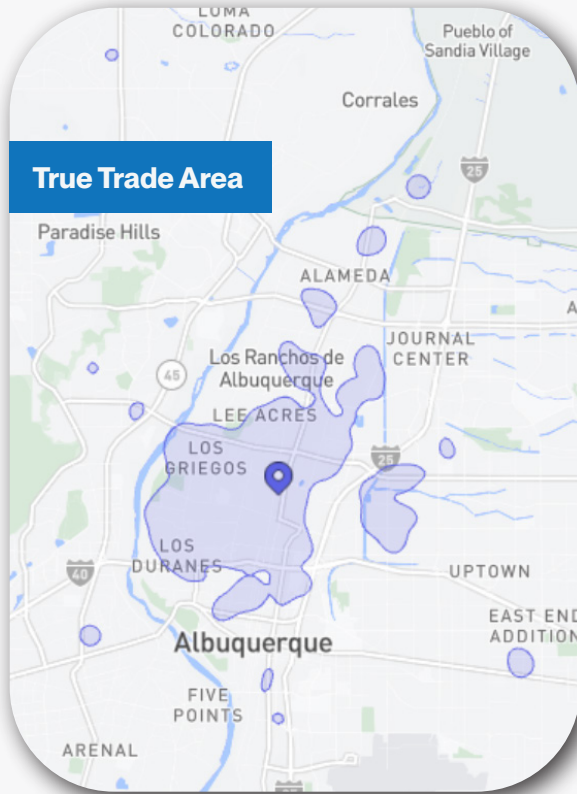 LOMA
COLORADO
Pueblo of
Sandia Village
Corrales
True Trade Area
25
Paradise Hills
ALAMEDA
JOURNAL
CENTER
Los Ranchos de
Albuquerque
45
LEE ACRES
LOS
GRIEGOS
25
LOS
DURANES
40
UPTOWN
EAST END
ADDITION
Albuquerque
FIVE
POINTS
ARENAL